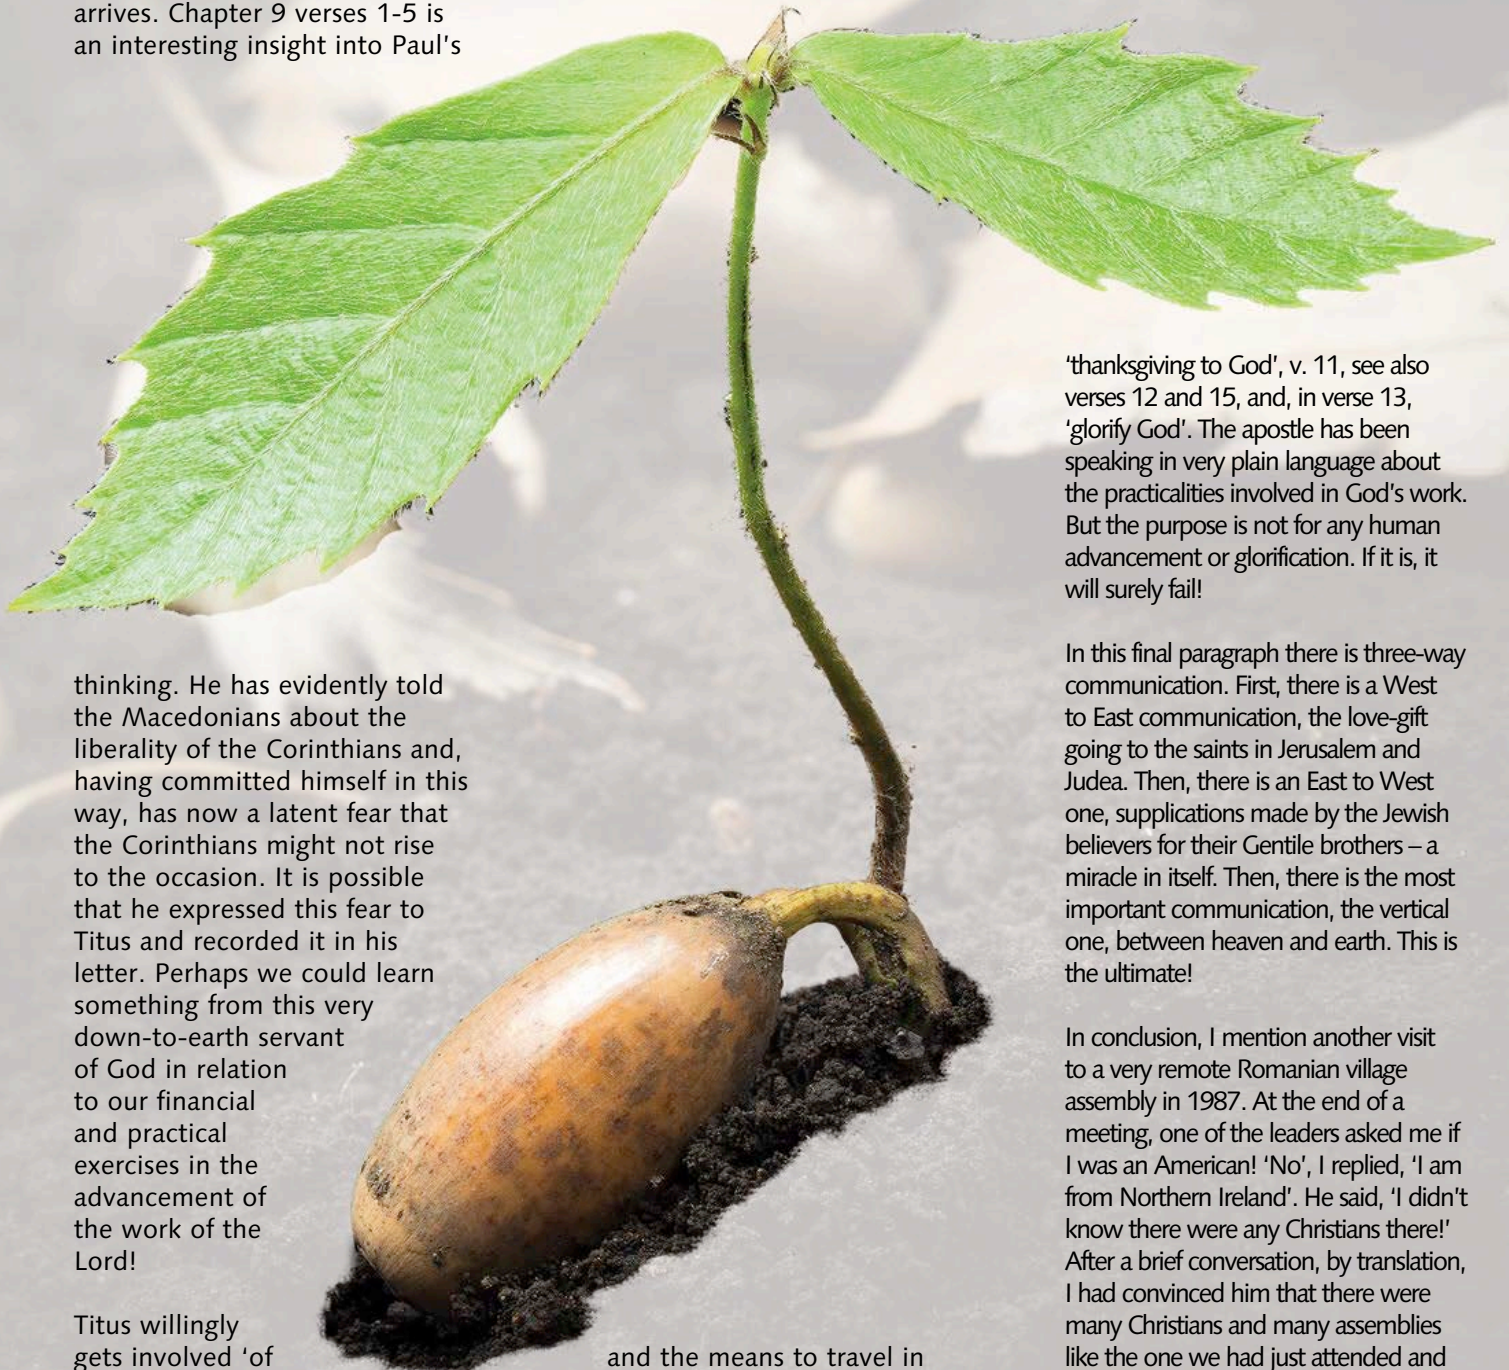 arrives. Chapter 9 verses 1-5 is
an interesting insight into Paul's
thinking. He has evidently told
the Macedonians about the
liberality of the Corinthians and,
having committed himself in this
way, has now a latent fear that
the Corinthians might not rise
to the occasion. It is possible
that he expressed this fear to
Titus and recorded it in his
letter. Perhaps we could learn
something from this very
down-to-earth servant
of God in relation
to our financial
and practical
exercises in the
advancement of
the work of the
Lord!
Titus willingly
gets involved ‘of
and the means to travel in
‘thanksgiving to God’, v. 11, see also
verses 12 and 15, and, in verse 13,
‘glorify God’. The apostle has been
speaking in very plain language about
the practicalities involved in God's work.
But the purpose is not for any human
advancement or glorification. If it is, it
will surely fail!
In this final paragraph there is three-way
communication. First, there is a West
to East communication, the love-gift
going to the saints in Jerusalem and
Judea. Then, there is an East to West
one, supplications made by the Jewish
believers for their Gentile brothers – a
miracle in itself. Then, there is the most
important communication, the vertical
one, between heaven and earth. This is
the ultimate!
In conclusion, I mention another visit
to a very remote Romanian village
assembly in 1987. At the end of a
meeting, one of the leaders asked me if
I was an American! ‘No’, I replied, ‘I am
from Northern Ireland’. He said, ‘I didn't
know there were any Christians there!’
After a brief conversation, by translation,
I had convinced him that there were
many Christians and many assemblies
like the one we had just attended and